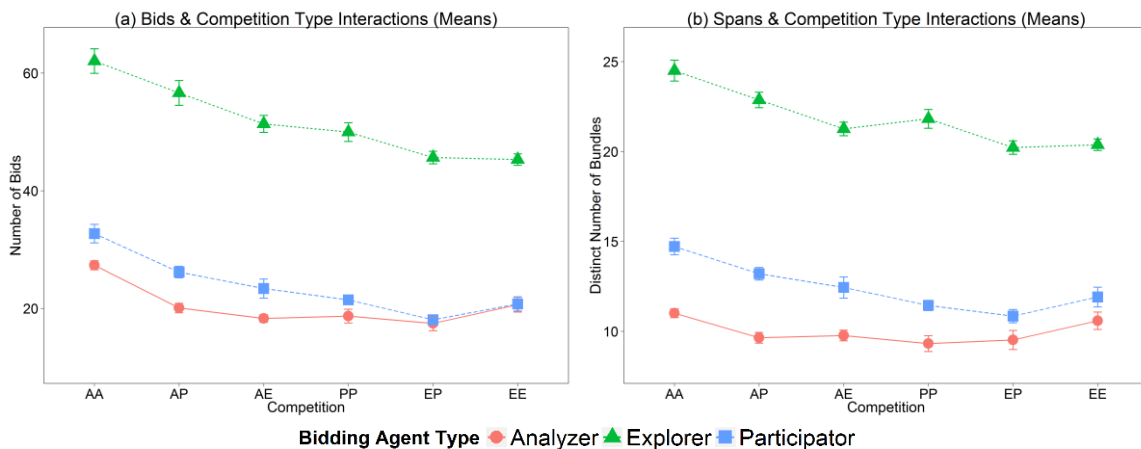 (a) Bids & Competition Type Interactions (Means)
Number of Bids
60
40
20
AA AP AE PP EP EE
Competition
(b) Spans & Competition Type Interactions (Means)
Distinct Number of Bundles
25
20
15
10
AA AP AE PP EP EE
Competition
Bidding Agent Type Analyzer Explorer Participator